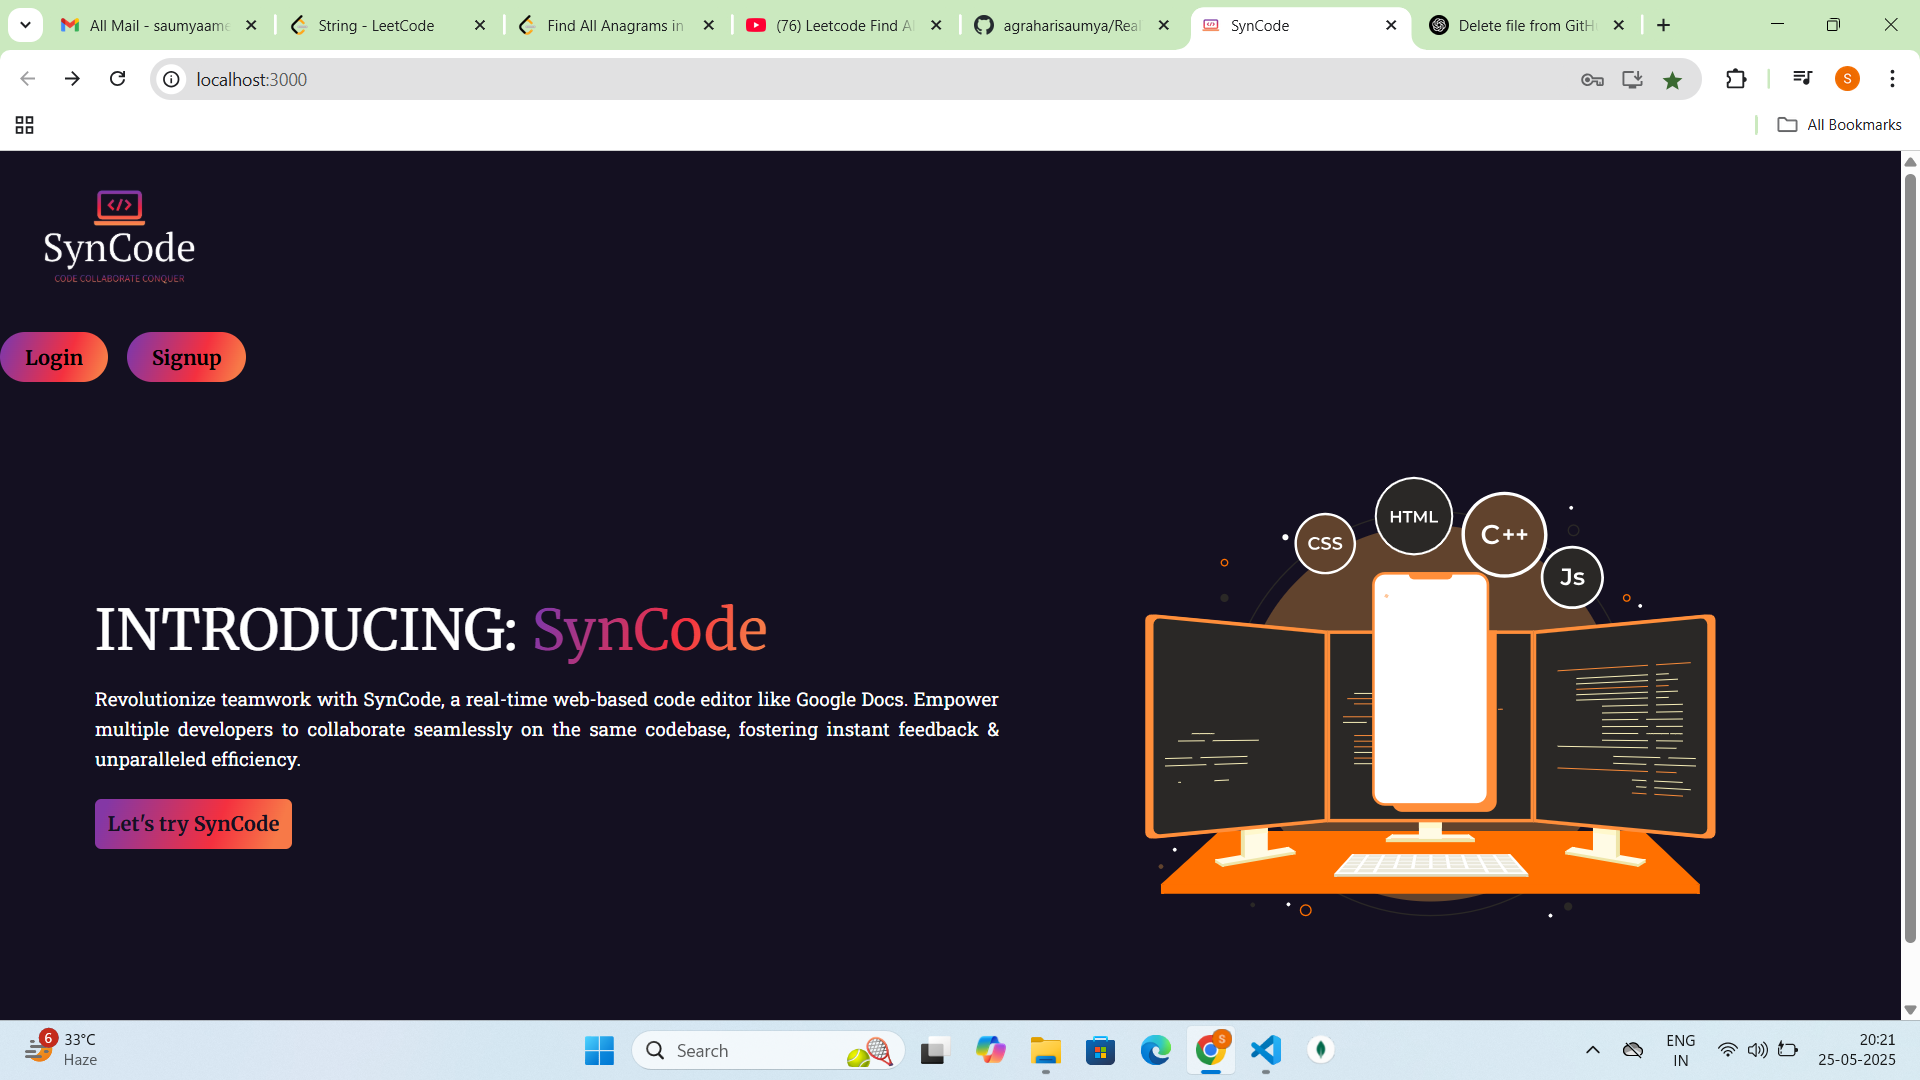 All Mail - saumyaame
String - LeetCode
Find All Anagrams in
(76) Leetcode Find Al
agraharisaumya/Real
SynCode
Delete file from GitHu
localhost:3000
S
All Bookmarks
</>
SynCode
CODE COLLABORATE CONQUER
Login
Signup
HTML
C++
CSS
Js
INTRODUCING: SynCode
Revolutionize teamwork with SynCode, a real-time web-based code editor like Google Docs. Empower
multiple developers to collaborate seamlessly on the same codebase, fostering instant feedback &
unparalleled efficiency.
Let's try SynCode
6
33°C
Haze
Search
S
ENG
IN
20:21
25-05-2025